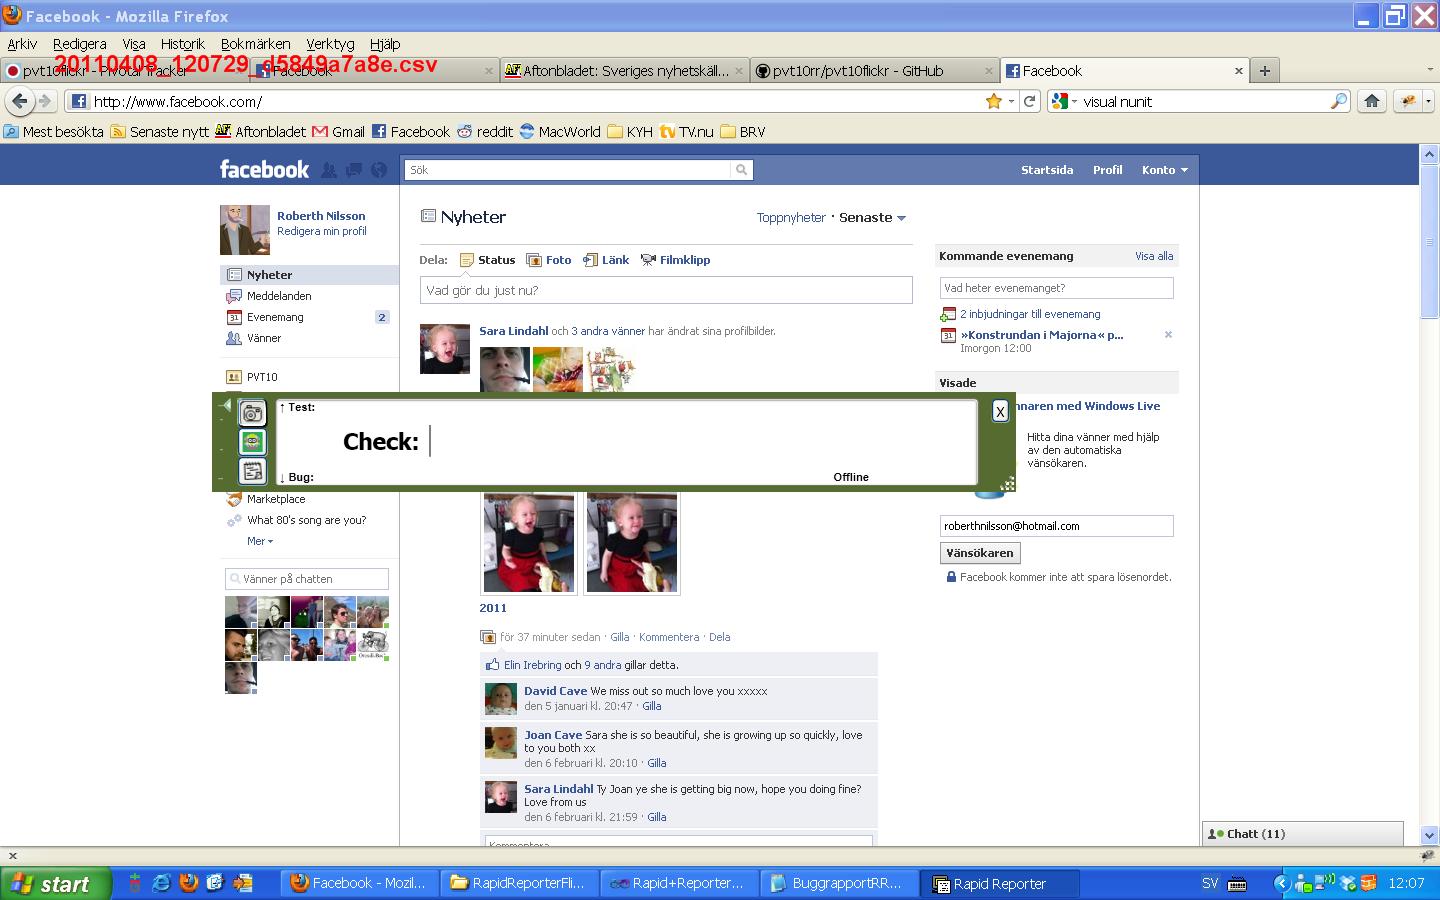 Facebook - Mozilla Firefox
Arkiv Redigera Visa Historik Bokmärken Verktyg Hjälp
20110408_120729_d5849a7a8e.csv
pvt10flickr - Pivotal Tracker
Facebook
Aftonbladet: Sveriges nyhetskäll...
pvt10rr/pvt10flickr - GitHub
Facebook
http://www.facebook.com/
visual nunit
Mest besökta Senaste nytt Aftonbladet Gmail Facebook reddit MacWorld KYH TV.nu BRV
facebook
Sök
Startsida Profil Konto
Roberth Nilsson
Redigera min profil
Nyheter
Meddelanden
Evenemang 2
Vänner
PVT10
Marketplace
What 80's song are you?
Mer
Vänner på chatten
Nyheter
Toppnyheter · Senaste
Dela: Status Foto Länk Filmklipp
Vad gör du just nu?
Sara Lindahl och 3 andra vänner har ändrat sina profilbilder.
↑ Test:
Check:
↓ Bug:
Offline
X
2011
för 37 minuter sedan · Gilla · Kommentera · Dela
Elin Irebring och 9 andra gillar detta.
David Cave We miss out so much love you xxxxx
den 5 januari kl. 20:47 · Gilla
Joan Cave Sara she is so beautiful, she is growing up so quickly, love
to you both xx
den 6 februari kl. 20:10 · Gilla
Sara Lindahl Ty Joan ye she is getting big now, hope you doing fine?
Love from us
den 6 februari kl. 21:59 · Gilla
Kommentera
Kommande evenemang Visa alla
Vad heter evenemanget?
2 inbjudningar till evenemang
»Konstrundan i Majorna« p...
Imorgon 12:00
Visade
nnaren med Windows Live
Hitta dina vänner med hjälp
av den automatiska
vänsökaren.
roberthnilsson@hotmail.com
Vänsökaren
Facebook kommer inte att spara lösenordet.
Chatt (11)
start
Facebook - Mozil...
RapidReporterFli...
Rapid+Reporter...
BuggrapportRR...
Rapid Reporter
SV
12:07